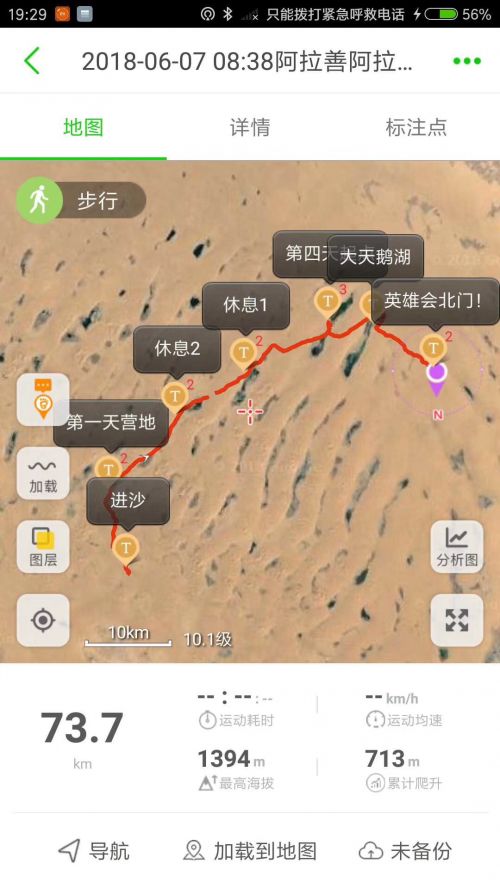 19:29
只能拨打紧急呼救电话
56%
2018-06-07 08:38阿拉善阿拉...
地图
详情
标注点
步行
大天鹅湖
第四天
3
英雄会北门!
休息1
2
2
休息2
2
第一天营地
2
进沙
N
加载
图层
分析图
10km
10.1级
73.7
km
--:--:--
运动耗时
-- km/h
运动均速
1394 m
最高海拔
713 m
累计爬升
导航
加载到地图
未备份